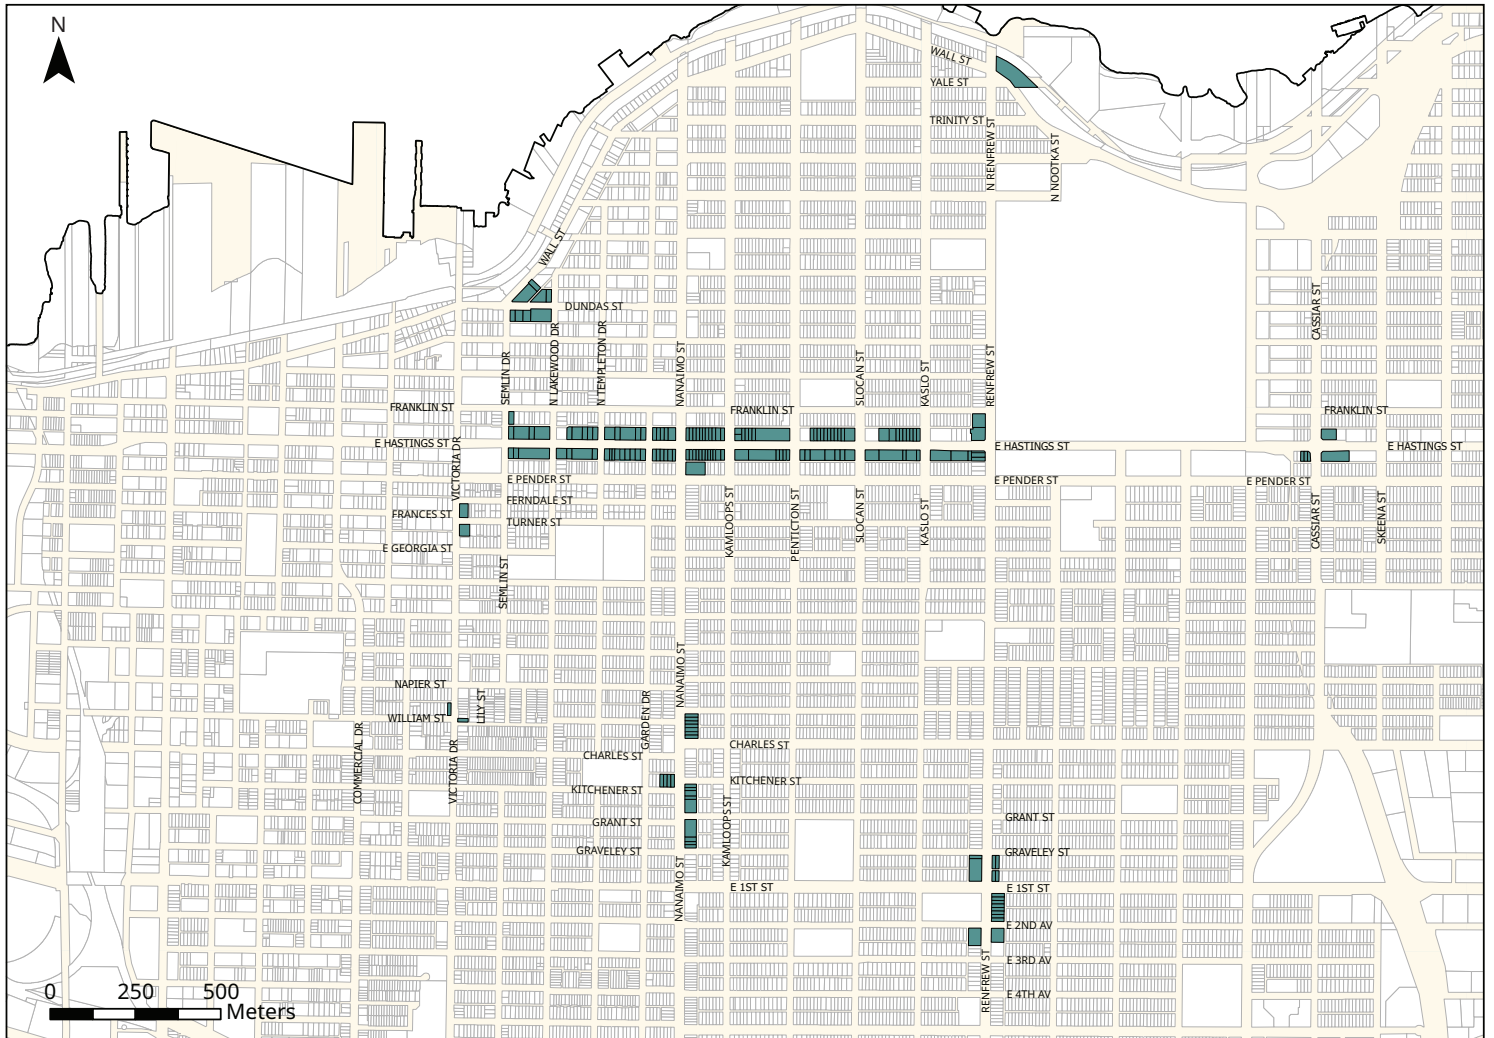 N
WALL ST
YALE ST
TRINITY ST
N RENFREW ST
N NOOTKA ST
WALL ST
DUNDAS ST
CASSIAR ST
SEMLIN DR
N LAKEWOOD DR
N TEMPLETON DR
NANAIMO ST
SLOCAN ST
KASLO ST
RENFREW ST
FRANKLIN ST
FRANKLIN ST
FRANKLIN ST
E HASTINGS ST
E HASTINGS ST
E HASTINGS ST
VICTORIA DR
E PENDER ST
E PENDER ST
E PENDER ST
FERNDALE ST
FRANCES ST
TURNER ST
KAMLOOPS ST
PENTICTON ST
SLOCAN ST
KASLO ST
CASSIAR ST
SKEENA ST
E GEORGIA ST
SEMLIN ST
NANAIMO ST
NAPIER ST
LILY ST
GARDEN DR
WILLIAM ST
COMMERCIAL DR
VICTORIA DR
CHARLES ST
CHARLES ST
KITCHENER ST
KITCHENER ST
KAMLOOPS ST
GRANT ST
GRANT ST
GRAVELEY ST
GRAVELEY ST
NANAIMO ST
E 1ST ST
E 1ST ST
E 2ND AV
RENFREW ST
E 3RD AV
E 4TH AV
0 250 500
Meters